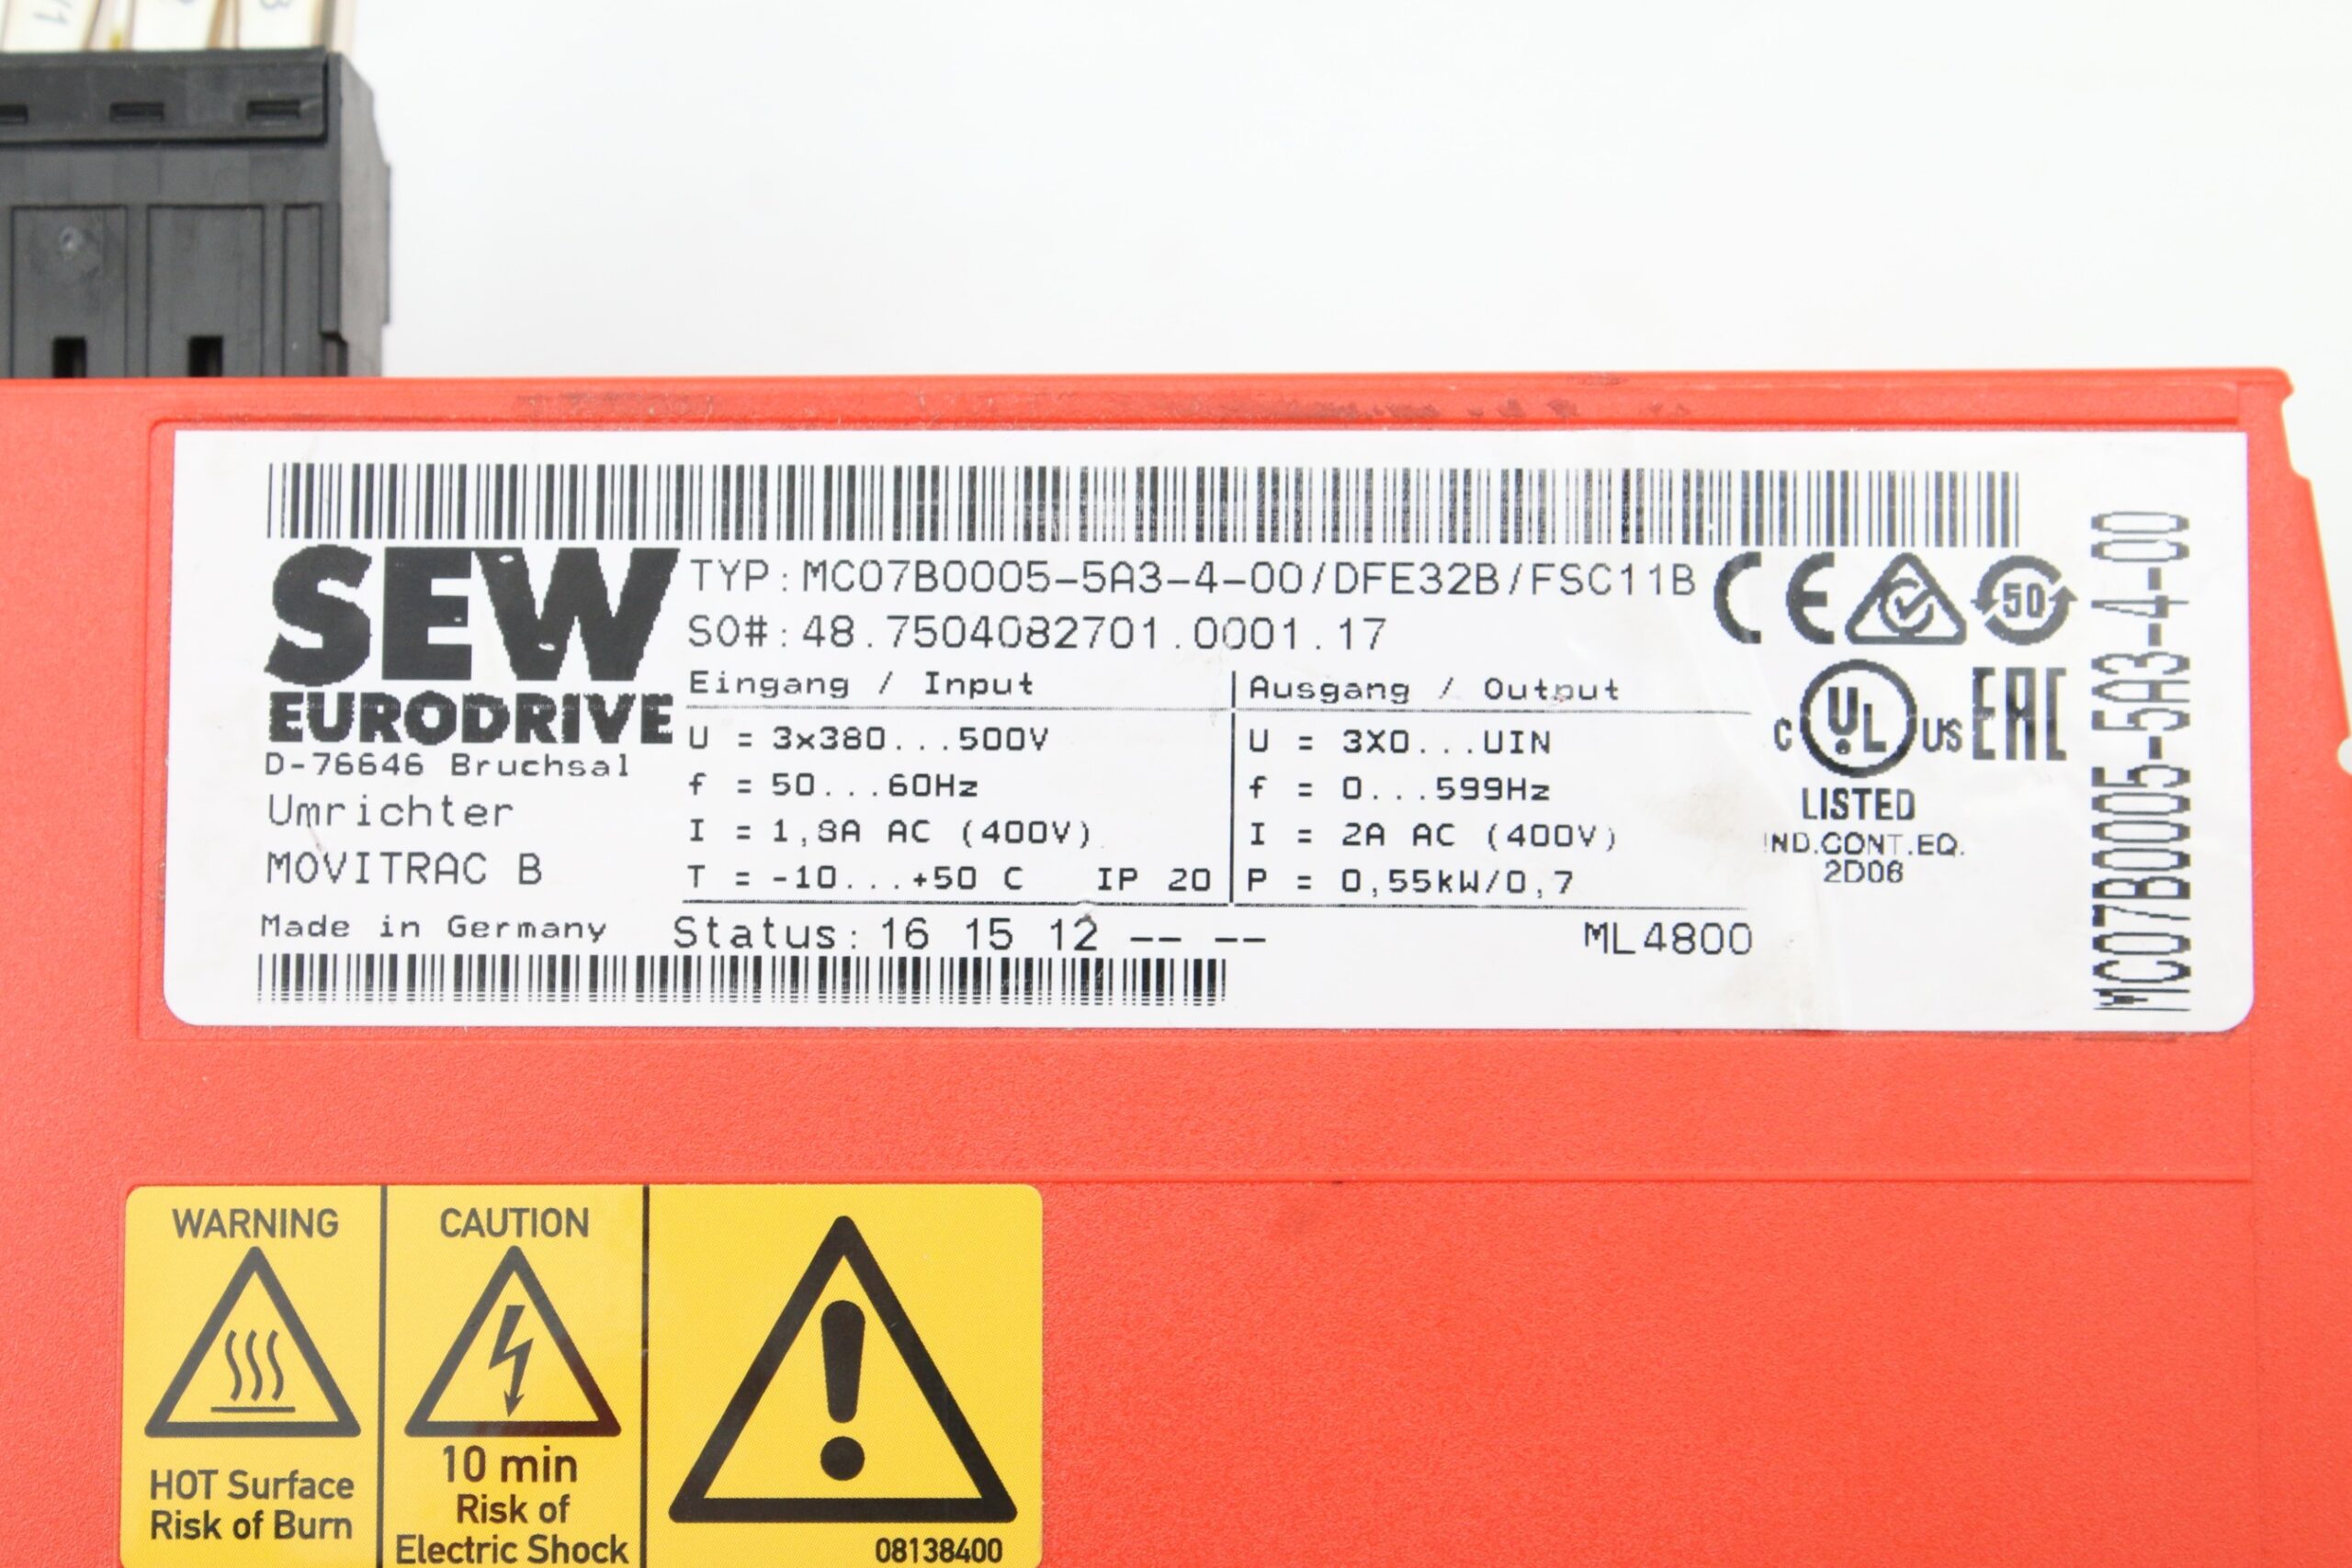 SEW
EURODRIVE
D-76646 Bruchsal
Umrichter
MOVITRAC B
Made in Germany
TYP:MC07B0005-5A3-4-00/DFE32B/FSC11B
SO#:48.7504082701.0001.17
Eingang / Input
U = 3x380...500V
f = 50...60Hz
I = 1,8A AC (400V)
T = -10...+50 C IP 20
Ausgang / Output
U = 3X0...UIN
f = 0...599Hz
I = 2A AC (400V)
P = 0,55kW/0,7
Status: 16 15 12 -- --
ML4800
CE
50
C UL US
EAC
LISTED
IND.CONT.EQ.
2D06
MC07B0005-5A3-4-00
WARNING
HOT Surface
Risk of Burn
CAUTION
10 min
Risk of
Electric Shock
08138400